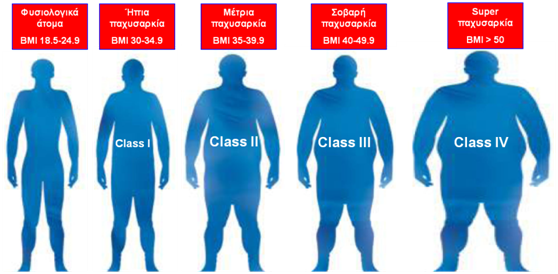 Φυσιολογικά
άτομα
BMI 18.5-24.9
Ήπια
παχυσαρκία
BMI 30-34.9
Μέτρια
παχυσαρκία
BMI 35-39.9
Σοβαρή
παχυσαρκία
BMI 40-49.9
Super
παχυσαρκία
BMI > 50
Class I
Class II
Class III
Class IV